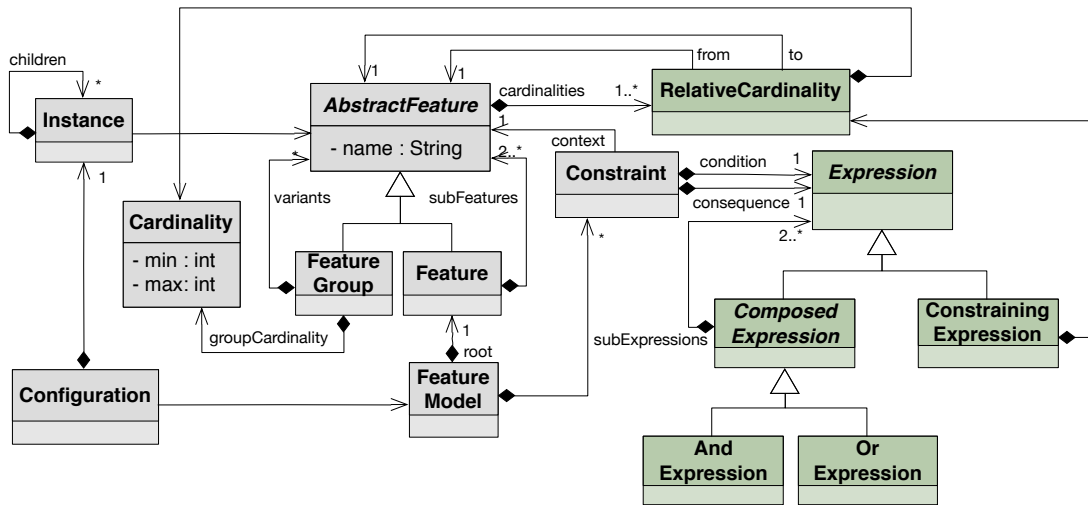 children
*
Instance
1
1
from
to
AbstractFeature
- name : String
cardinalities
1..*
RelativeCardinality
1
context
2..*
*
variants
subFeatures
Constraint
condition
1
consequence
1
Expression
*
2..*
Cardinality
- min : int
- max: int
1
Feature
Group
Feature
groupCardinality
1
root
subExpressions
Composed
Expression
Constraining
Expression
Configuration
Feature
Model
And
Expression
Or
Expression